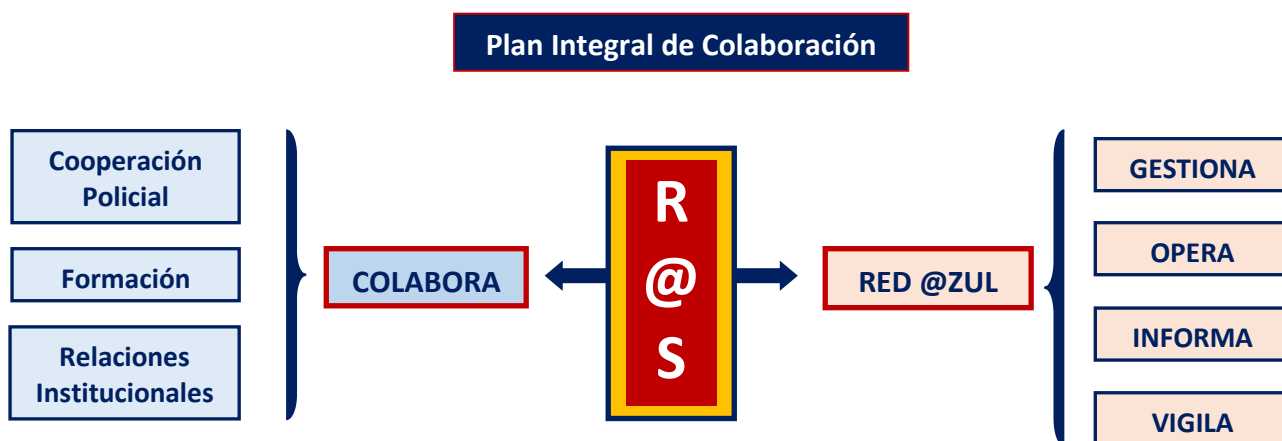 Plan Integral de Colaboración
Cooperación
Policial
Formación
Relaciones
Institucionales
COLABORA
R
@
S
RED @ZUL
GESTIONA
OPERA
INFORMA
VIGILA